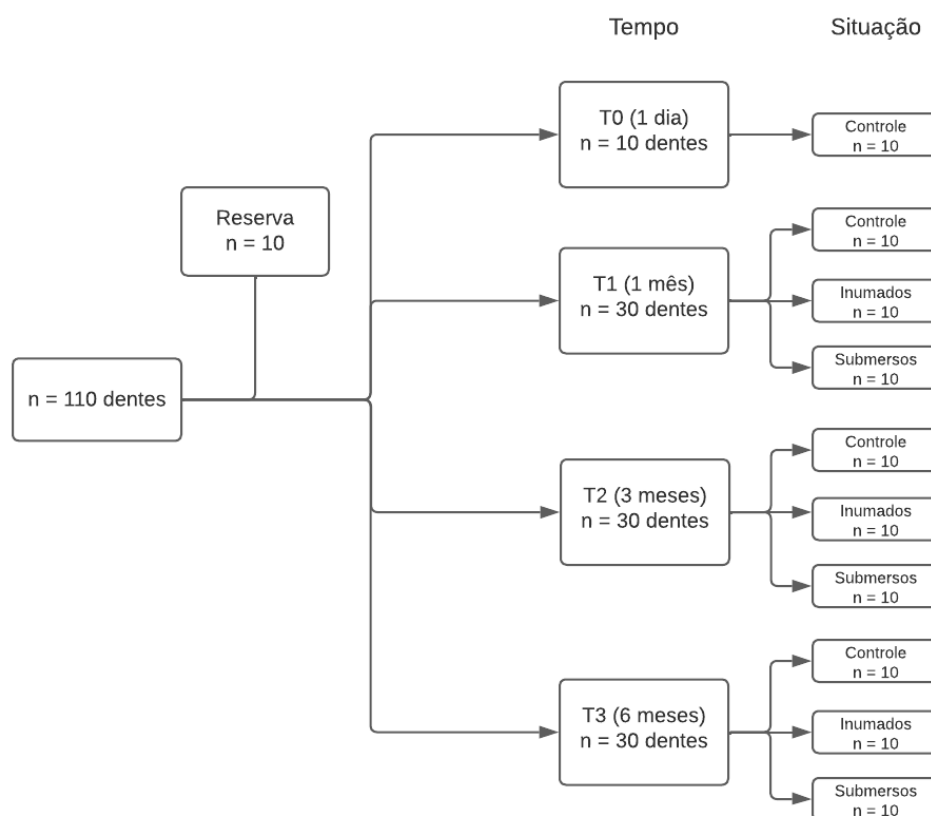 Tempo
Situação
T0 (1 dia)
n = 10 dentes
Controle
n = 10
Reserva
n = 10
n = 110 dentes
T1 (1 mês)
n = 30 dentes
Controle
n = 10
Inumados
n = 10
Submersos
n = 10
T2 (3 meses)
n = 30 dentes
Controle
n = 10
Inumados
n = 10
Submersos
n = 10
T3 (6 meses)
n = 30 dentes
Controle
n = 10
Inumados
n = 10
Submersos
n = 10